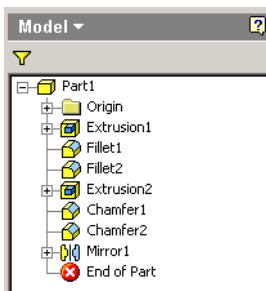 Model
Part1
Origin
Extrusion1
Fillet1
Fillet2
Extrusion2
Chamfer1
Chamfer2
Mirror1
End of Part